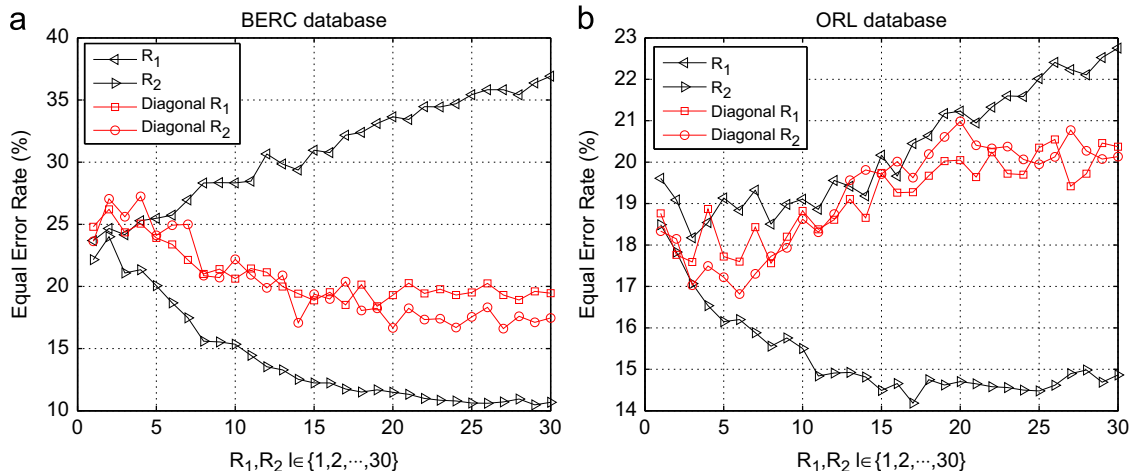 a
BERC database
Equal Error Rate (%)
40
35
30
25
20
15
10
0
5
10
15
20
25
30
R₁
R₂
Diagonal R₁
Diagonal R₂
R₁,R₂ l∈{1,2,···,30}
b
ORL database
Equal Error Rate (%)
23
22
21
20
19
18
17
16
15
14
0
5
10
15
20
25
30
R₁
R₂
Diagonal R₁
Diagonal R₂
R₁,R₂ l∈{1,2,···,30}